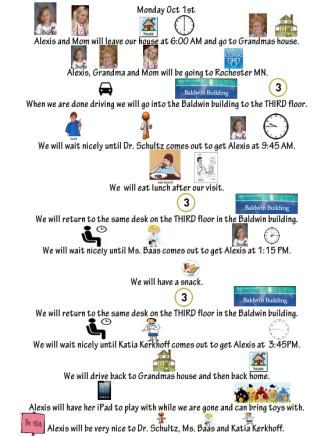 Monday Oct 1st
house
Alexis and Mom will leave our house at 6:00 AM and go to Grandmas house.
Alexis, Grandma and Mom will be going to Rochester MN.
Baldwin Building
3
When we are done driving we will go into the Baldwin building to the THIRD floor.
wait
We will wait nicely until Dr. Schultz comes out to get Alexis at 9:45 AM.
eat lunch
We will eat lunch after our visit.
3
Baldwin Building
We will return to the same desk on the THIRD floor in the Baldwin building.
We will wait nicely until Ms. Baas comes out to get Alexis at 1:15 PM.
We will have a snack.
3
Baldwin Building
We will return to the same desk on the THIRD floor in the Baldwin building.
We will wait nicely until Katia Kerkhoff comes out to get Alexis at 3:45PM.
house
We will drive back to Grandmas house and then back home.
Alexis will have her iPad to play with while we are gone and can bring toys with.
Be nice
Alexis will be very nice to Dr. Schultz, Ms. Baas and Katia Kerkhoff.